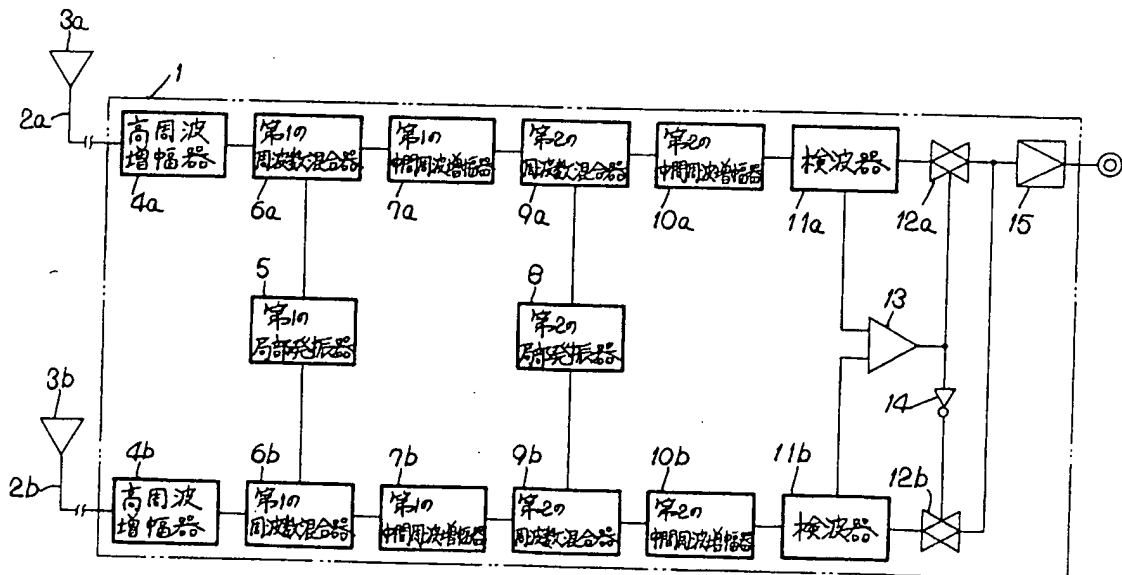 3a
1
2a
高周波
増幅器
4a
第1の
周波数混合器
6a
第1の
中間周波増幅器
7a
第2の
周波数混合器
9a
第2の
中間周波増幅器
10a
検波器
11a
12a
15
5
第1の
局部発振器
8
第2の
局部発振器
13
14
3b
2b
4b
高周波
増幅器
6b
第1の
周波数混合器
7b
第1の
中間周波増幅器
9b
第2の
周波数混合器
10b
第2の
中間周波増幅器
11b
検波器
12b